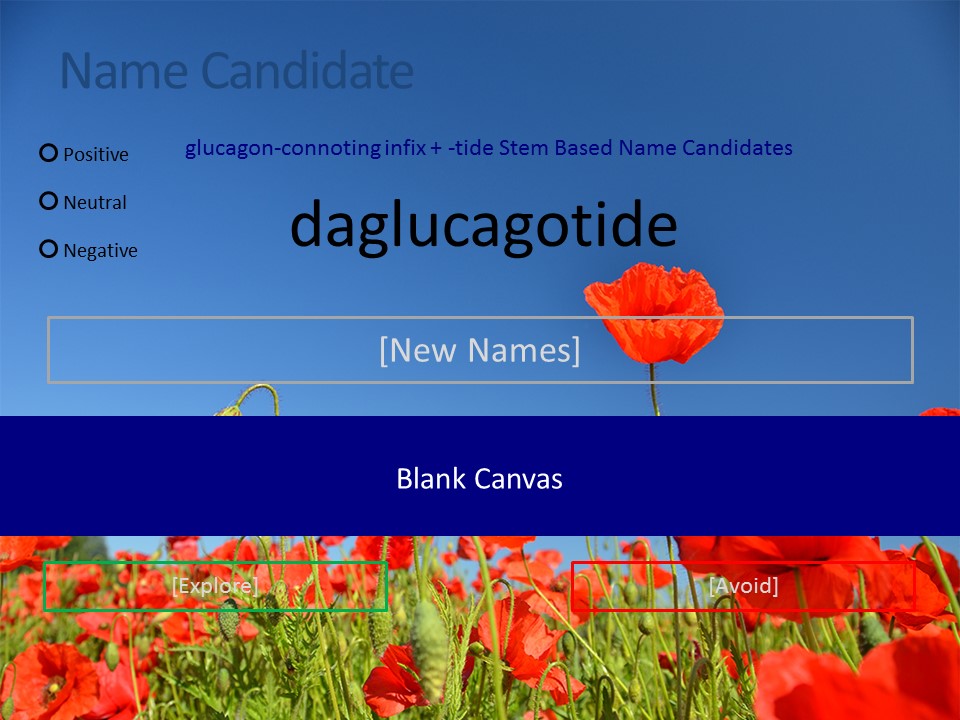 Name Candidate
Positive
glucagon-connoting infix + -tide Stem Based Name Candidates
Neutral
daglucagotide
Negative
[New Names]
Blank Canvas
[Explore]
[Avoid]